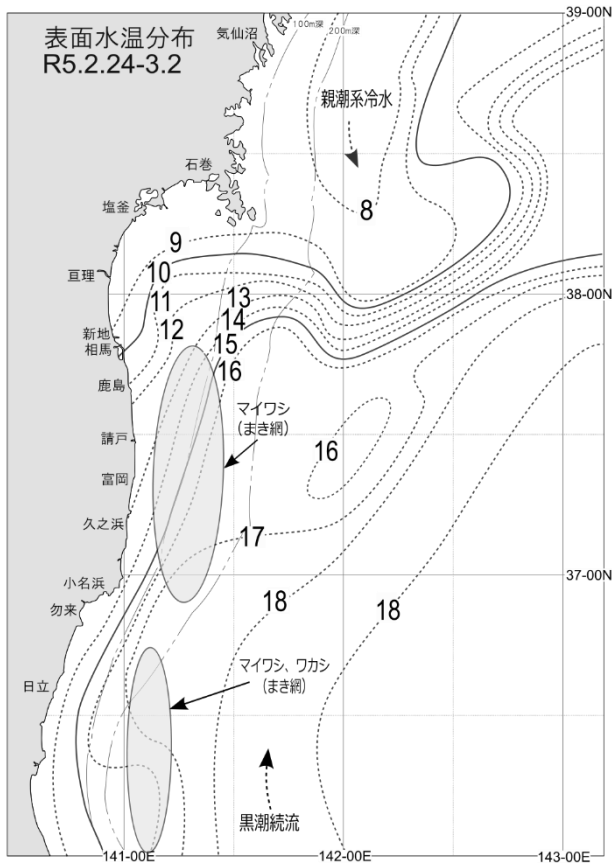 表面水温分布
R5.2.24-3.2
気仙沼
100m深
200m深
39-00N
親潮系冷水
石巻
塩釜
8
9
亘理
10
11
13
38-00N
12
14
新地
相馬
15
16
鹿島
マイワシ
(まき網)
請戸
16
富岡
久之浜
17
37-00N
小名浜
勿来
18
18
マイワシ、ワカシ
(まき網)
日立
黒潮続流
141-00E
142-00E
143-00E